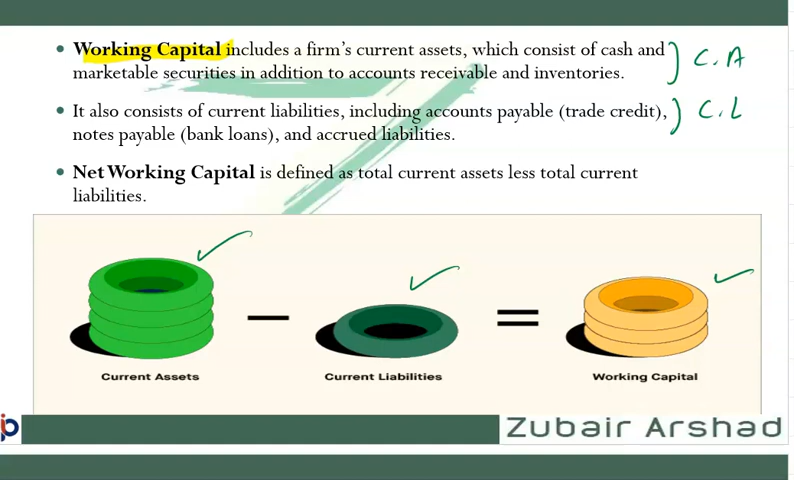 • Working Capital includes a firm's current assets, which consist of cash and
marketable securities in addition to accounts receivable and inventories.
C.A
• It also consists of current liabilities, including accounts payable (trade credit),
notes payable (bank loans), and accrued liabilities.
C.L
• Net Working Capital is defined as total current assets less total current
liabilities.
− =
Current Assets Current Liabilities Working Capital
Zubair Arshad